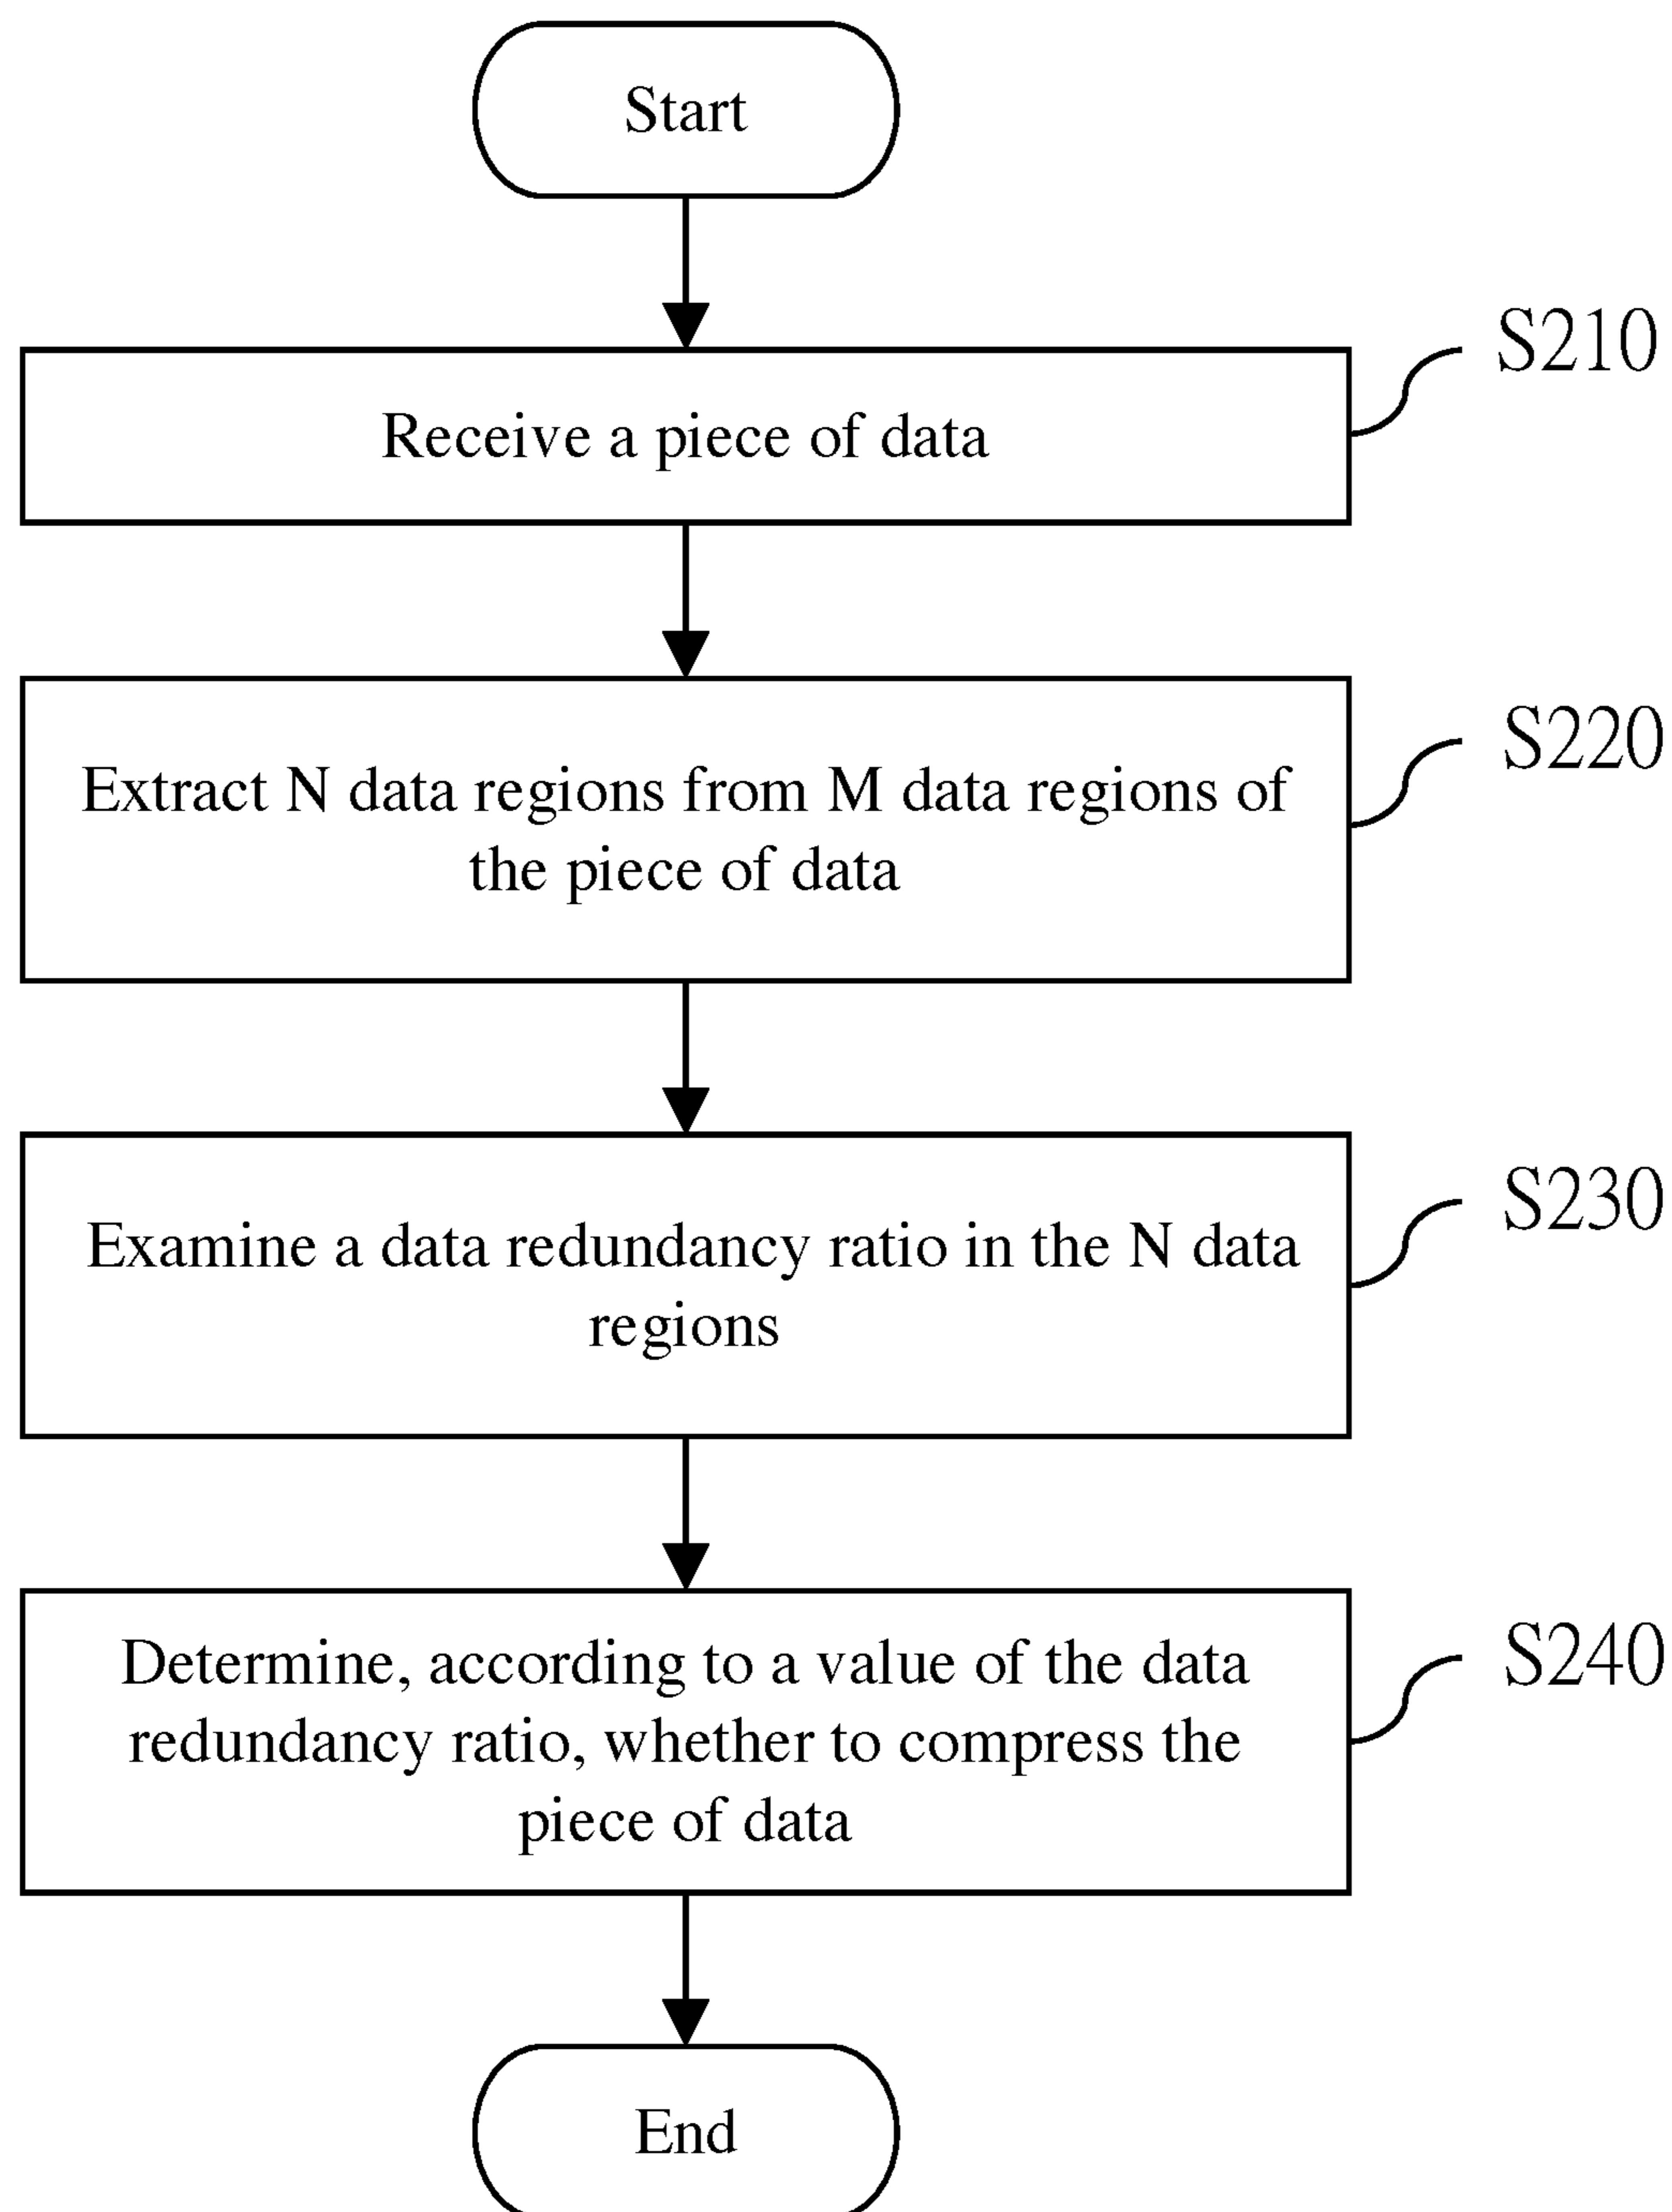 Start
S210
Receive a piece of data
S220
Extract N data regions from M data regions of
the piece of data
S230
Examine a data redundancy ratio in the N data
regions
S240
Determine, according to a value of the data
redundancy ratio, whether to compress the
piece of data
End